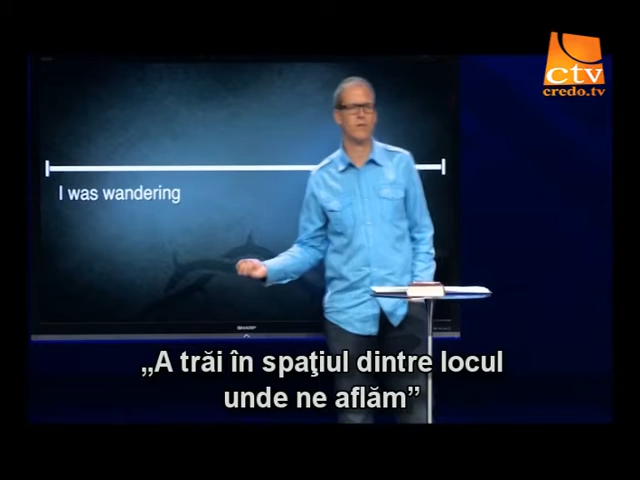 ctv
credo.tv
I was wandering
SHARP
„A trăi în spaţiul dintre locul
unde ne aflăm”